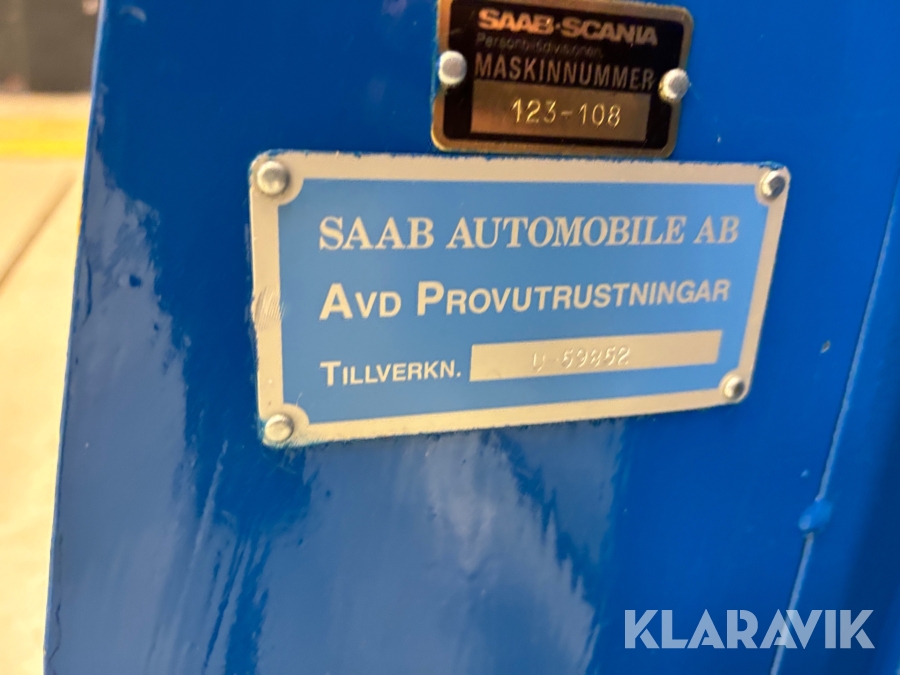 SAAB-SCANIA
Personbilsdivisionen
MASKINNUMMER
123-108
SAAB AUTOMOBILE AB
AVD PROVUTRUSTNINGAR
TILLVERKN.
KLARAVIK